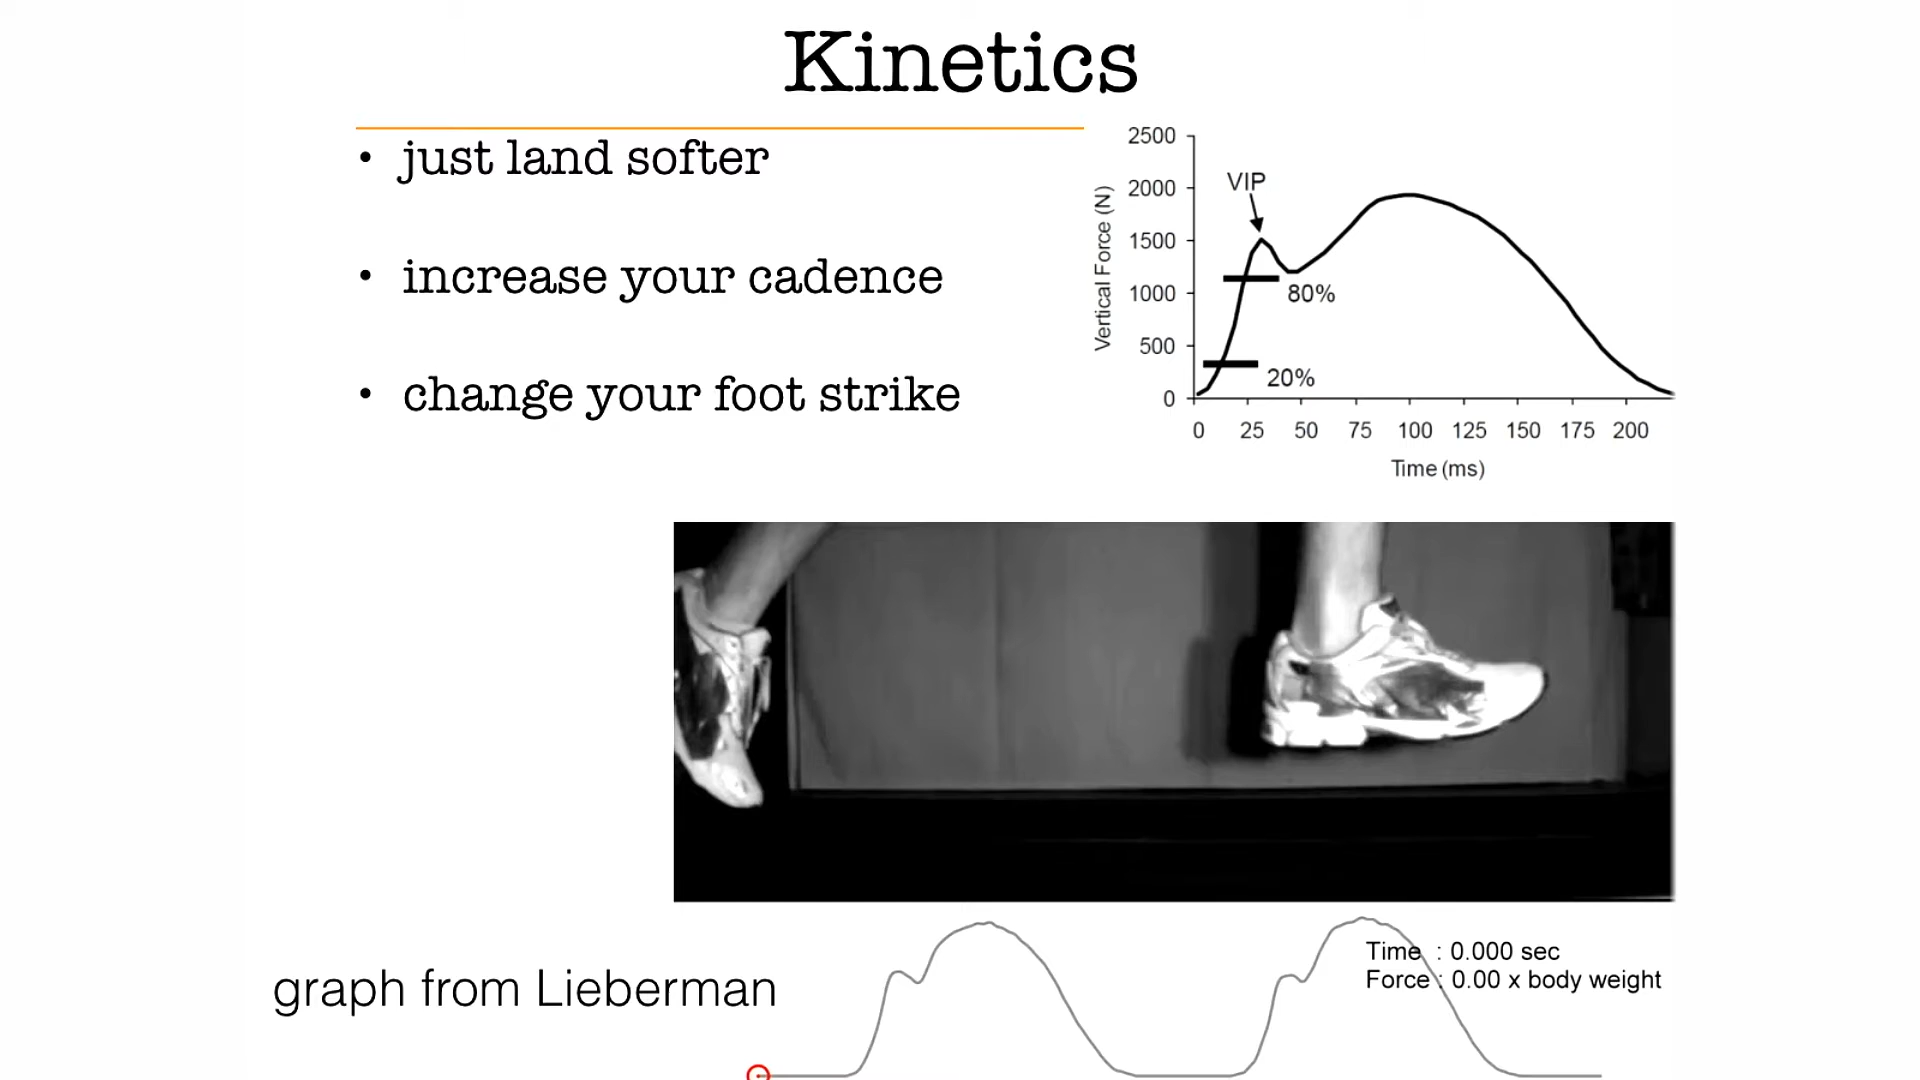 Kinetics
• just land softer
• increase your cadence
• change your foot strike
2500
2000
1500
1000
500
0
Vertical Force (N)
VIP
80%
20%
0 25 50 75 100 125 150 175 200
Time (ms)
graph from Lieberman
Time : 0.000 sec
Force : 0.00 x body weight